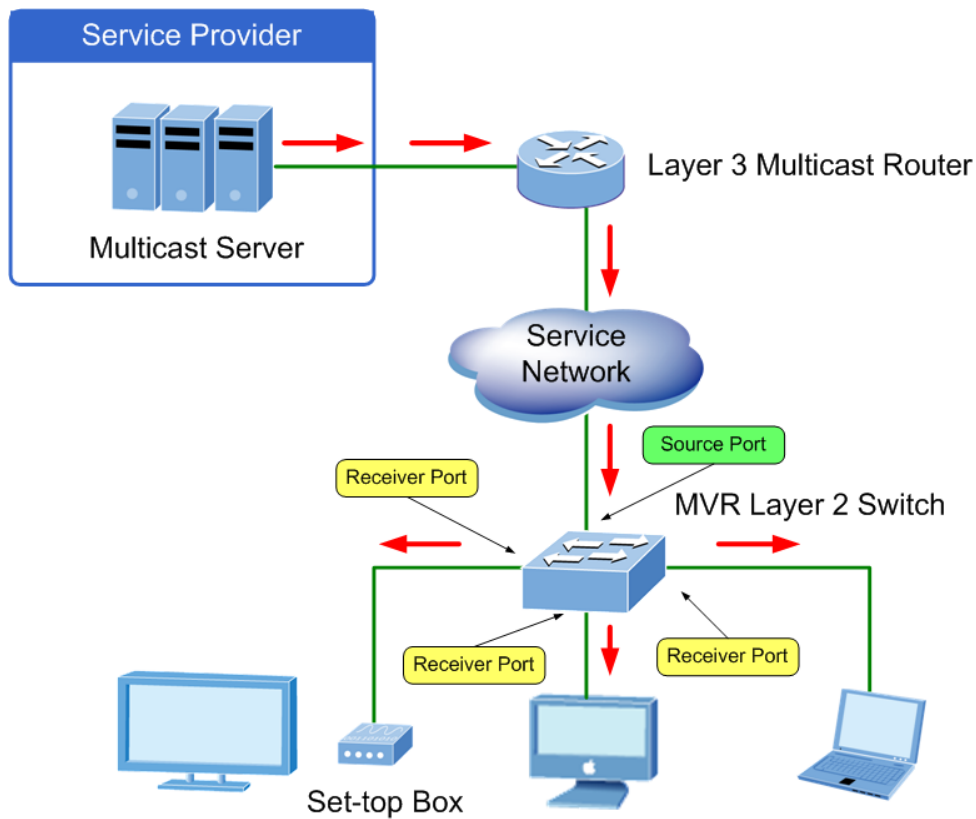 Service Provider
Multicast Server
Layer 3 Multicast Router
Service
Network
Source Port
Receiver Port
MVR Layer 2 Switch
Receiver Port
Receiver Port
Set-top Box